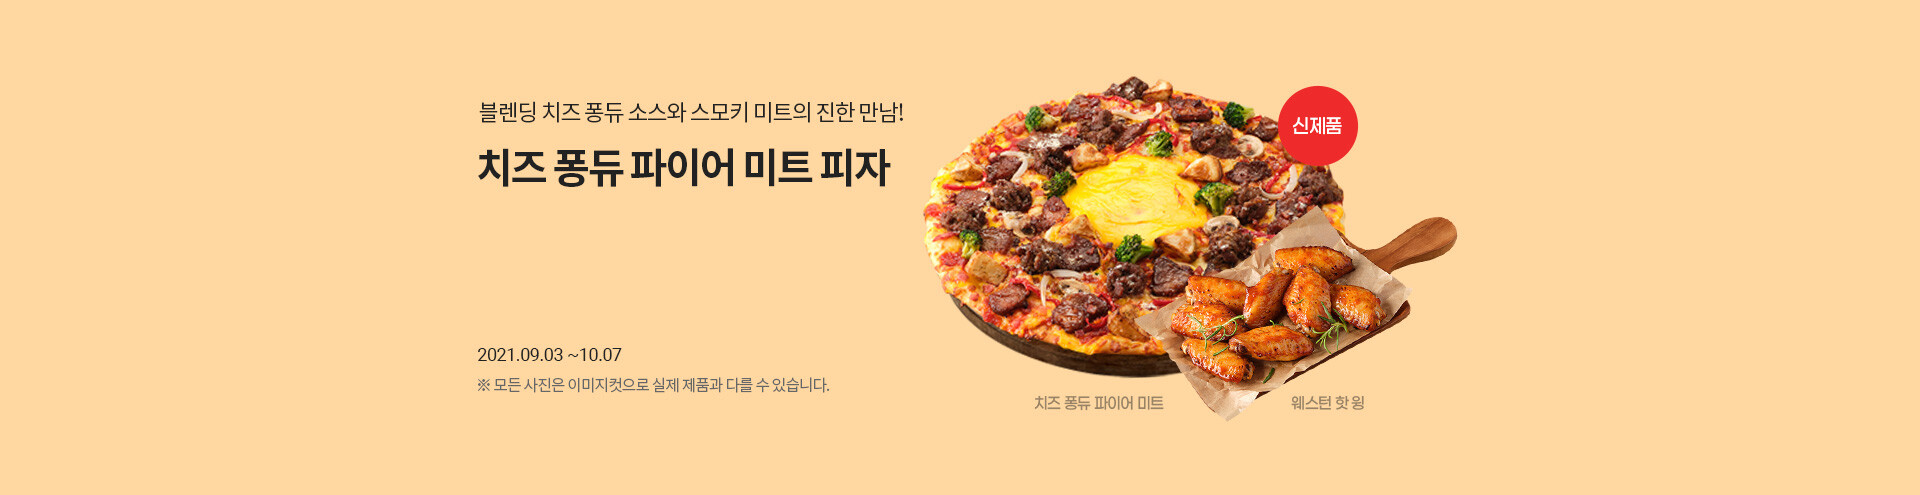 블렌딩 치즈 퐁듀 소스와 스모키 미트의 진한 만남!
치즈 퐁듀 파이어 미트 피자
신제품
2021.09.03 ~10.07
※ 모든 사진은 이미지컷으로 실제 제품과 다를 수 있습니다.
치즈 퐁듀 파이어 미트
웨스턴 핫 윙